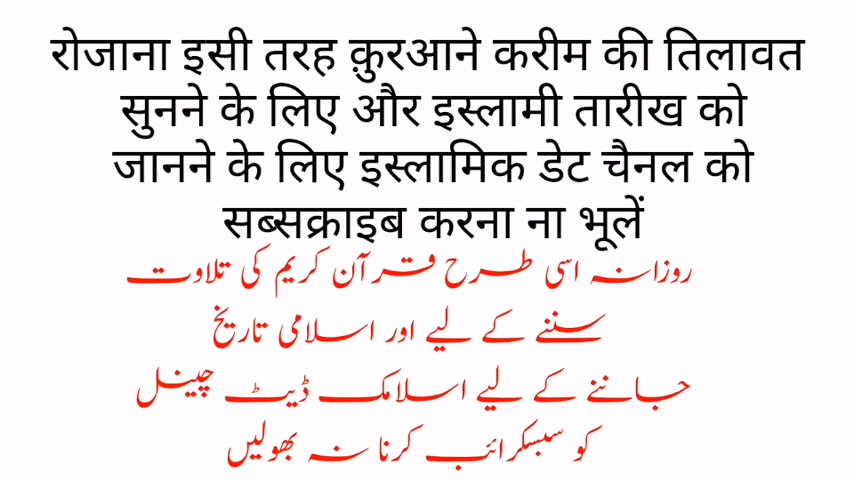 रोजाना इसी तरह क़ुरआने करीम की तिलावत
सुनने के लिए और इस्लामी तारीख को
जानने के लिए इस्लामिक डेट चैनल को
सब्सक्राइब करना ना भूलें
روزانہ اسی طرح قرآن کریم کی تلاوت
سننے کے لیے اور اسلامی تاریخ
جاننے کے لیے اسلامک ڈیٹ چینل
کو سبسکرائب کرنا نہ بھولیں